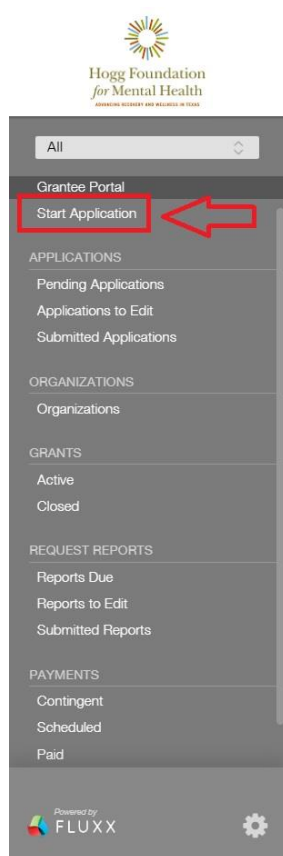 Hogg Foundation
for Mental Health
ADVANCING RECOVERY AND WELLNESS IN TEXAS
All
Grantee Portal
Start Application
APPLICATIONS
Pending Applications
Applications to Edit
Submitted Applications
ORGANIZATIONS
Organizations
GRANTS
Active
Closed
REQUEST REPORTS
Reports Due
Reports to Edit
Submitted Reports
PAYMENTS
Contingent
Scheduled
Paid
Powered by
FLUXX